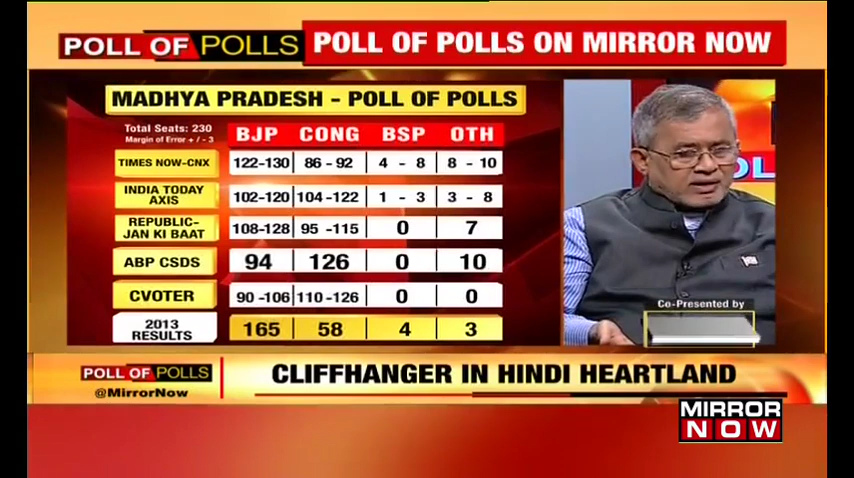 POLL OF POLLS
POLL OF POLLS ON MIRROR NOW
MADHYA PRADESH - POLL OF POLLS
Total Seats: 230
Margin of Error + / - 3
BJP CONG BSP OTH
TIMES NOW-CNX 122-130 86 - 92 4 - 8 8 - 10
INDIA TODAY
AXIS 102-120 104-122 1 - 3 3 - 8
REPUBLIC-
JAN KI BAAT 108-128 95 -115 0 7
ABP CSDS 94 126 0 10
CVOTER 90 -106 110-126 0 0
2013
RESULTS 165 58 4 3
Co-Presented by
POLL OF POLLS
@MirrorNow
CLIFFHANGER IN HINDI HEARTLAND
MIRROR
NOW